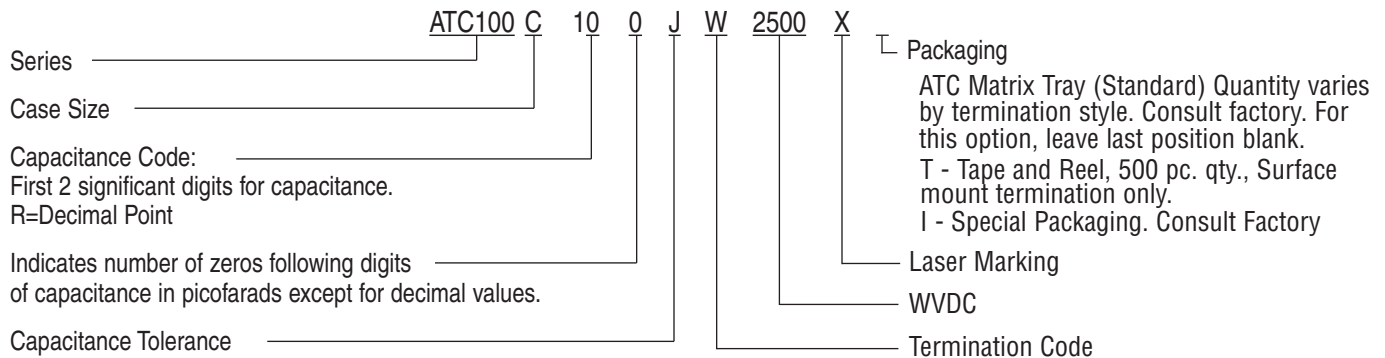 ATC100 C 10 0 J W 2500 X
Series
Case Size
Capacitance Code:
First 2 significant digits for capacitance.
R=Decimal Point
Indicates number of zeros following digits
of capacitance in picofarads except for decimal values.
Capacitance Tolerance
Packaging
ATC Matrix Tray (Standard) Quantity varies
by termination style. Consult factory. For
this option, leave last position blank.
T - Tape and Reel, 500 pc. qty., Surface
mount termination only.
I - Special Packaging. Consult Factory
Laser Marking
WVDC
Termination Code